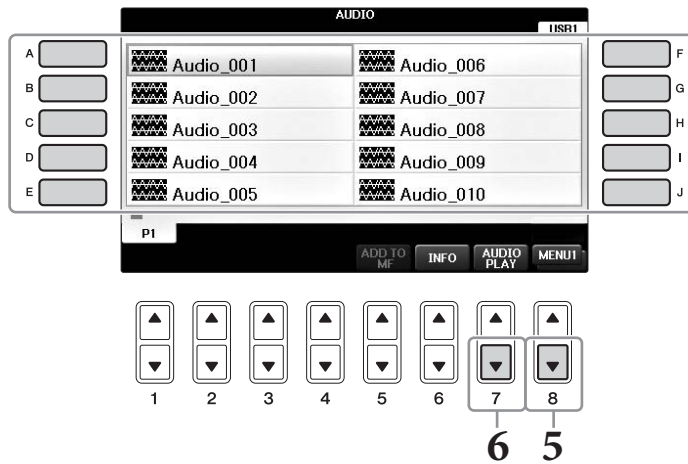 AUDIO
USB1
A Audio_001 Audio_006 F
B Audio_002 Audio_007 G
C Audio_003 Audio_008 H
D Audio_004 Audio_009 I
E Audio_005 Audio_010 J
P1
ADD TO MF INFO AUDIO PLAY MENU1
1 2 3 4 5 6 7 8
6 5